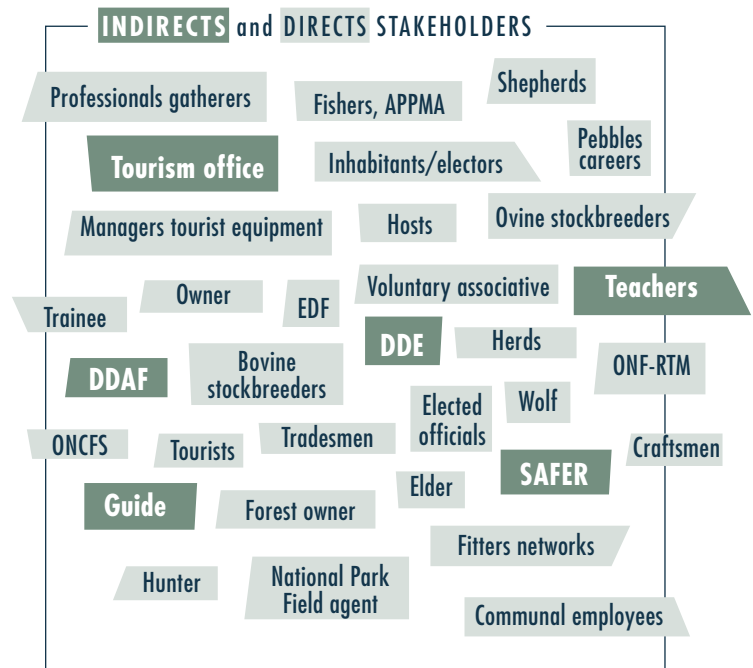 INDIRECTS and DIRECTS STAKEHOLDERS
Professionals gatherers
Fishers, APPMA
Shepherds
Tourism office
Inhabitants/electors
Pebbles
careers
Managers tourist equipment
Hosts
Ovine stockbreeders
Trainee
Owner
EDF
Voluntary associative
Teachers
DDAF
Bovine
stockbreeders
DDE
Herds
ONF-RTM
ONCFS
Tourists
Tradesmen
Elected
officials
Wolf
Craftsmen
Guide
Forest owner
Elder
SAFER
Fitters networks
Hunter
National Park
Field agent
Communal employees